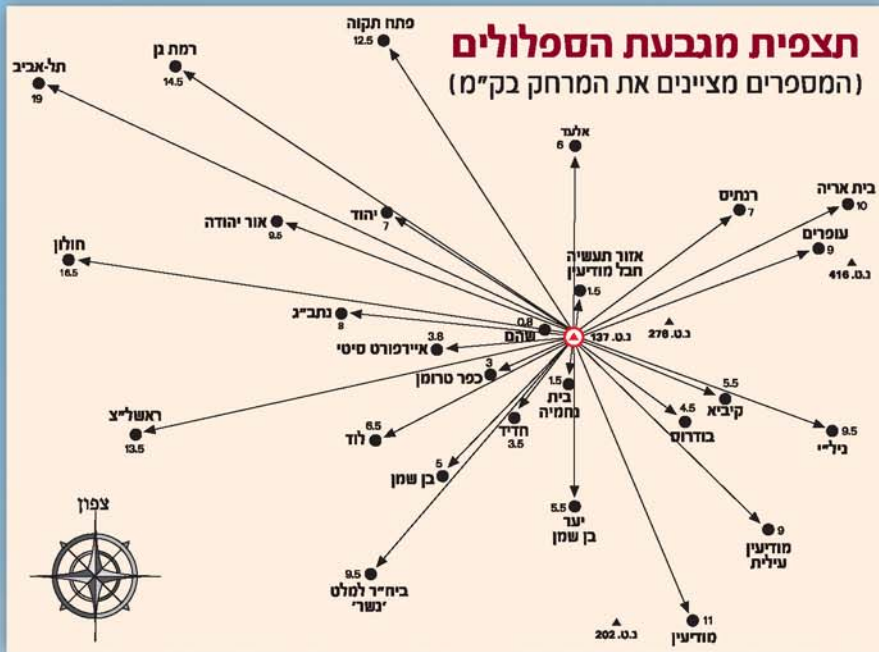 תצפית מגבעת הספלולים
(המספרים מציינים את המרחק בק"מ)
פתח תקוה
12.5
רמת גן
14.5
תל-אביב
19
אלעד
6
בית אריה
10
רנתיס
7
עופרים
9
נ.ט. 416
יהוד
7
אור יהודה
9.5
חולון
16.5
אזור תעשיה
חבל מודיעין
1.5
נתב"ג
8
0.8
שהם
נ.ט. 137
נ.ט. 276
3.8
איירפורט סיטי
3
כפר טרומן
1.5
בית
נחמיה
5.5
קיביא
4.5
בודרוס
9.5
ניל"י
ראשל"צ
13.5
6.5
לוד
חדיד
3.5
5
בן שמן
5.5
יער
בן שמן
9
מודיעין
עילית
צפון
9.5
ביח"ר למלט
'נשר'
נ.ט. 202
11
מודיעין